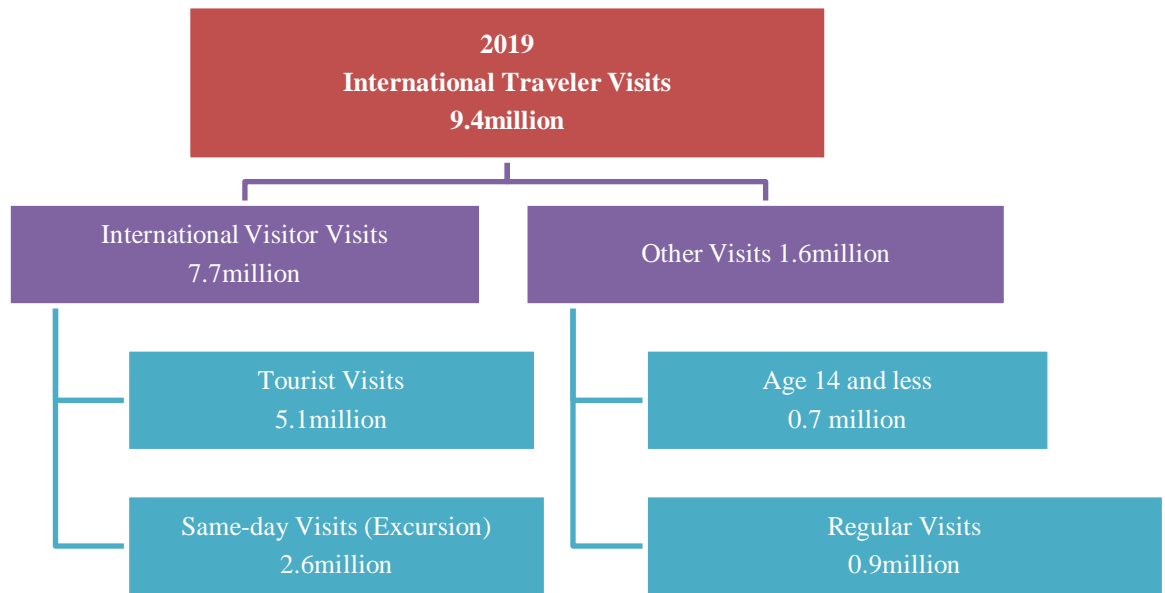 2019
International Traveler Visits
9.4million
International Visitor Visits
7.7million
Other Visits 1.6million
Tourist Visits
5.1million
Age 14 and less
0.7 million
Same-day Visits (Excursion)
2.6million
Regular Visits
0.9million